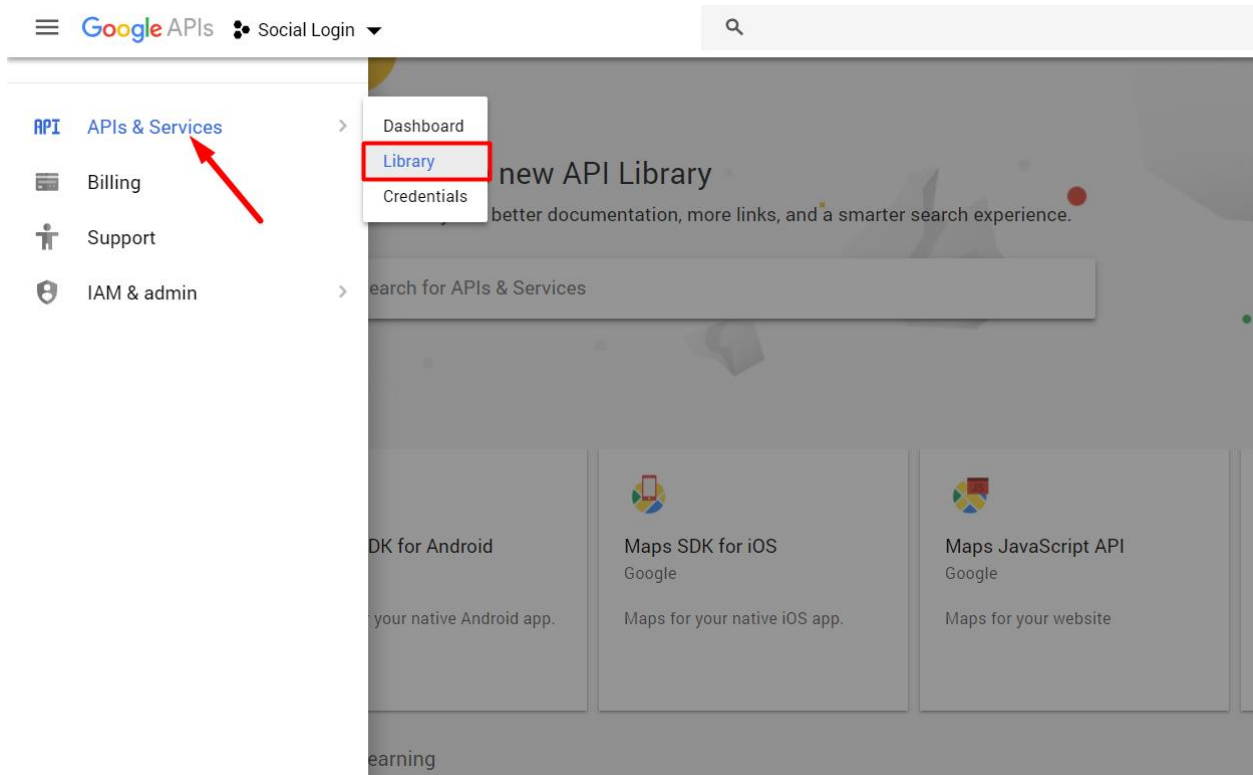 Google APIs Social Login
API APIs & Services
Billing
Support
IAM & admin
Dashboard
Library
Credentials
new API Library
better documentation, more links, and a smarter search experience.
earch for APIs & Services
DK for Android
your native Android app.
Maps SDK for iOS
Google
Maps for your native iOS app.
Maps JavaScript API
Google
Maps for your website
earning